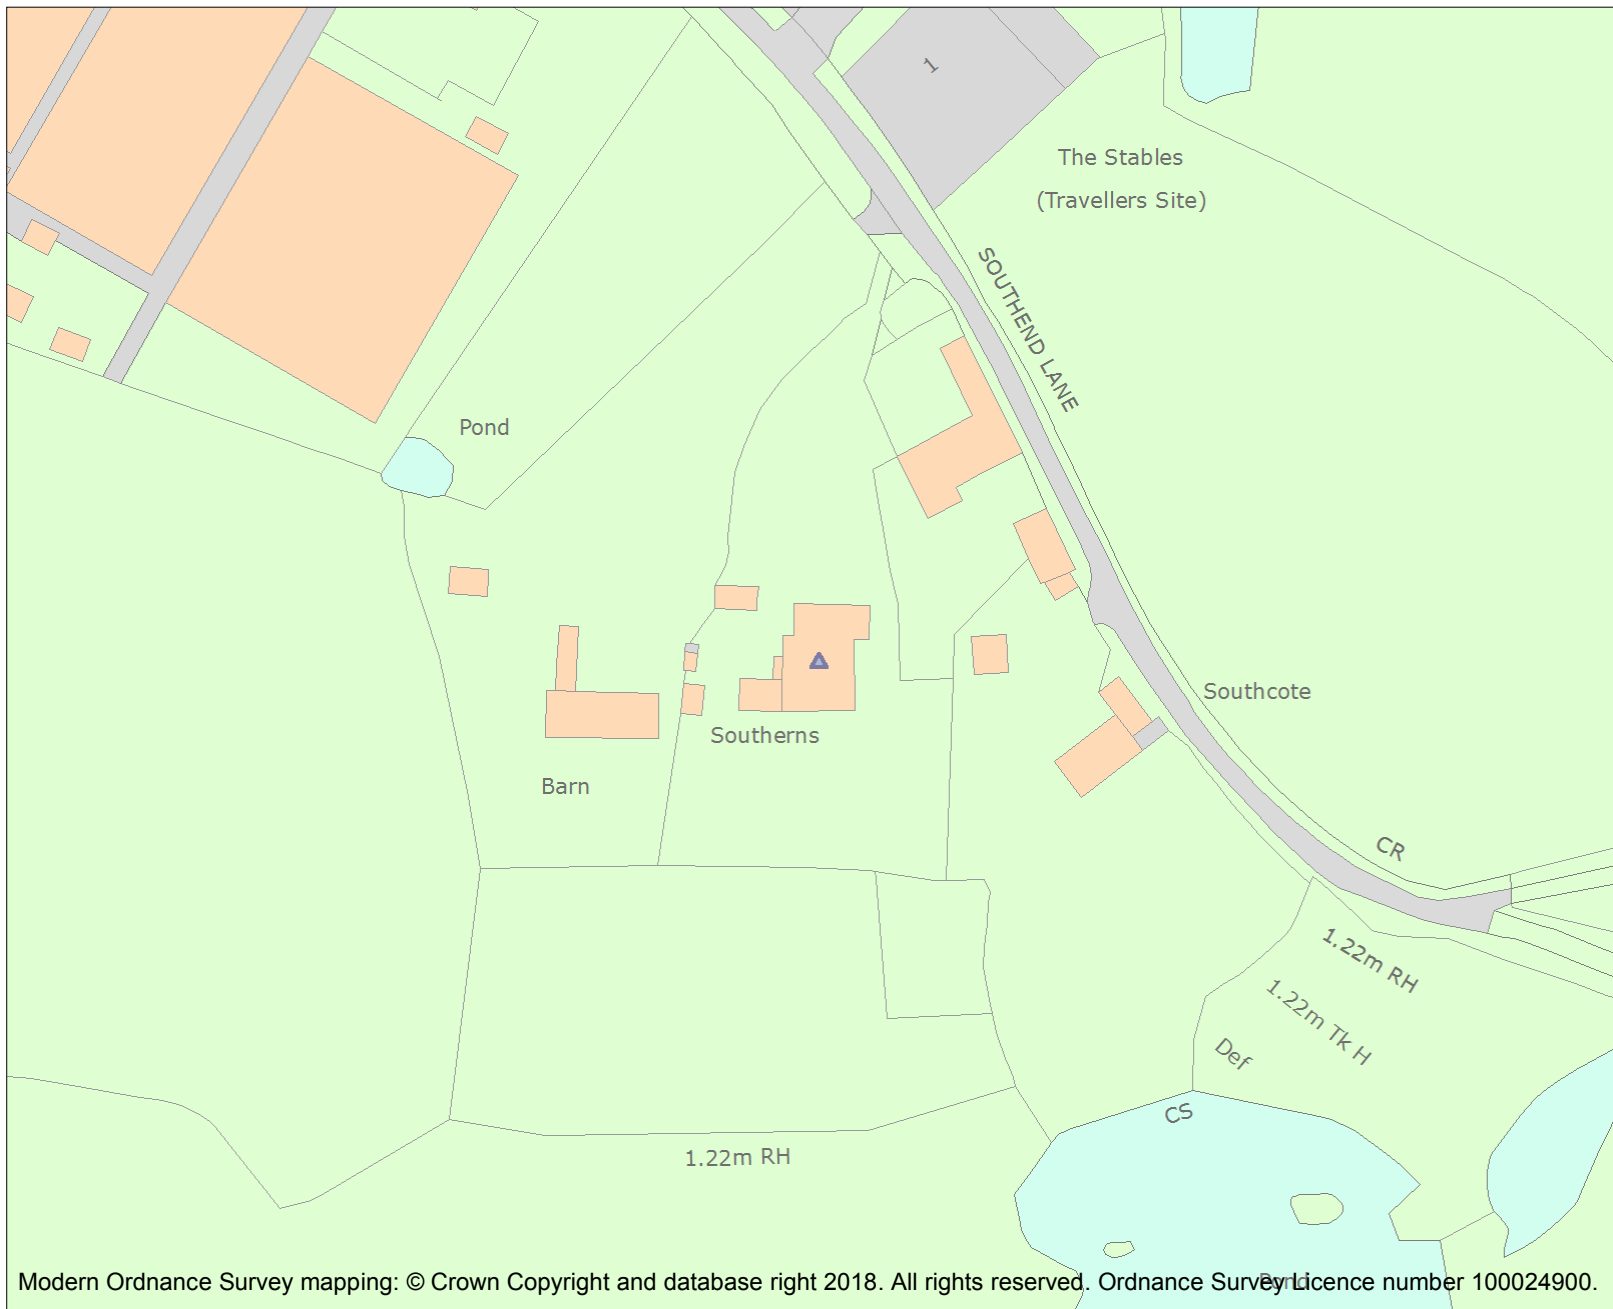 1
The Stables
(Travellers Site)
SOUTHEND LANE
Pond
Southcote
Southerns
Barn
CR
1.22m RH
1.22m Tk H
Def
CS
1.22m RH
Pond
Modern Ordnance Survey mapping: © Crown Copyright and database right 2018. All rights reserved. Ordnance Survey Licence number 100024900.